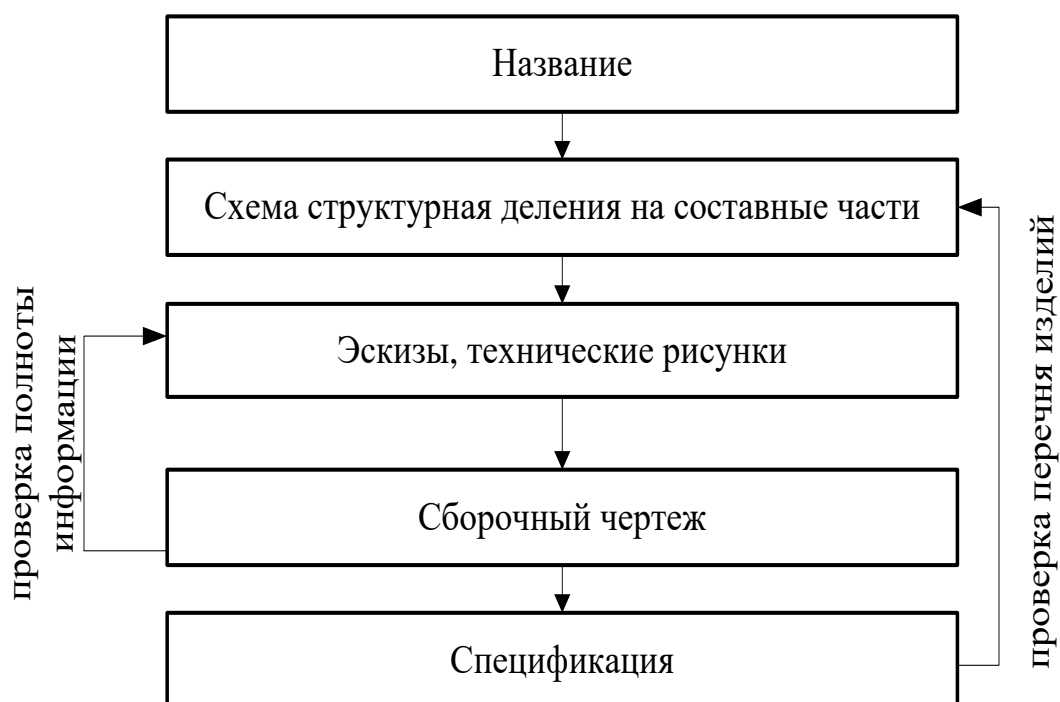 Название
Схема структурная деления на составные части
Эскизы, технические рисунки
Сборочный чертеж
Спецификация
проверка полноты
информации
проверка перечня изделий